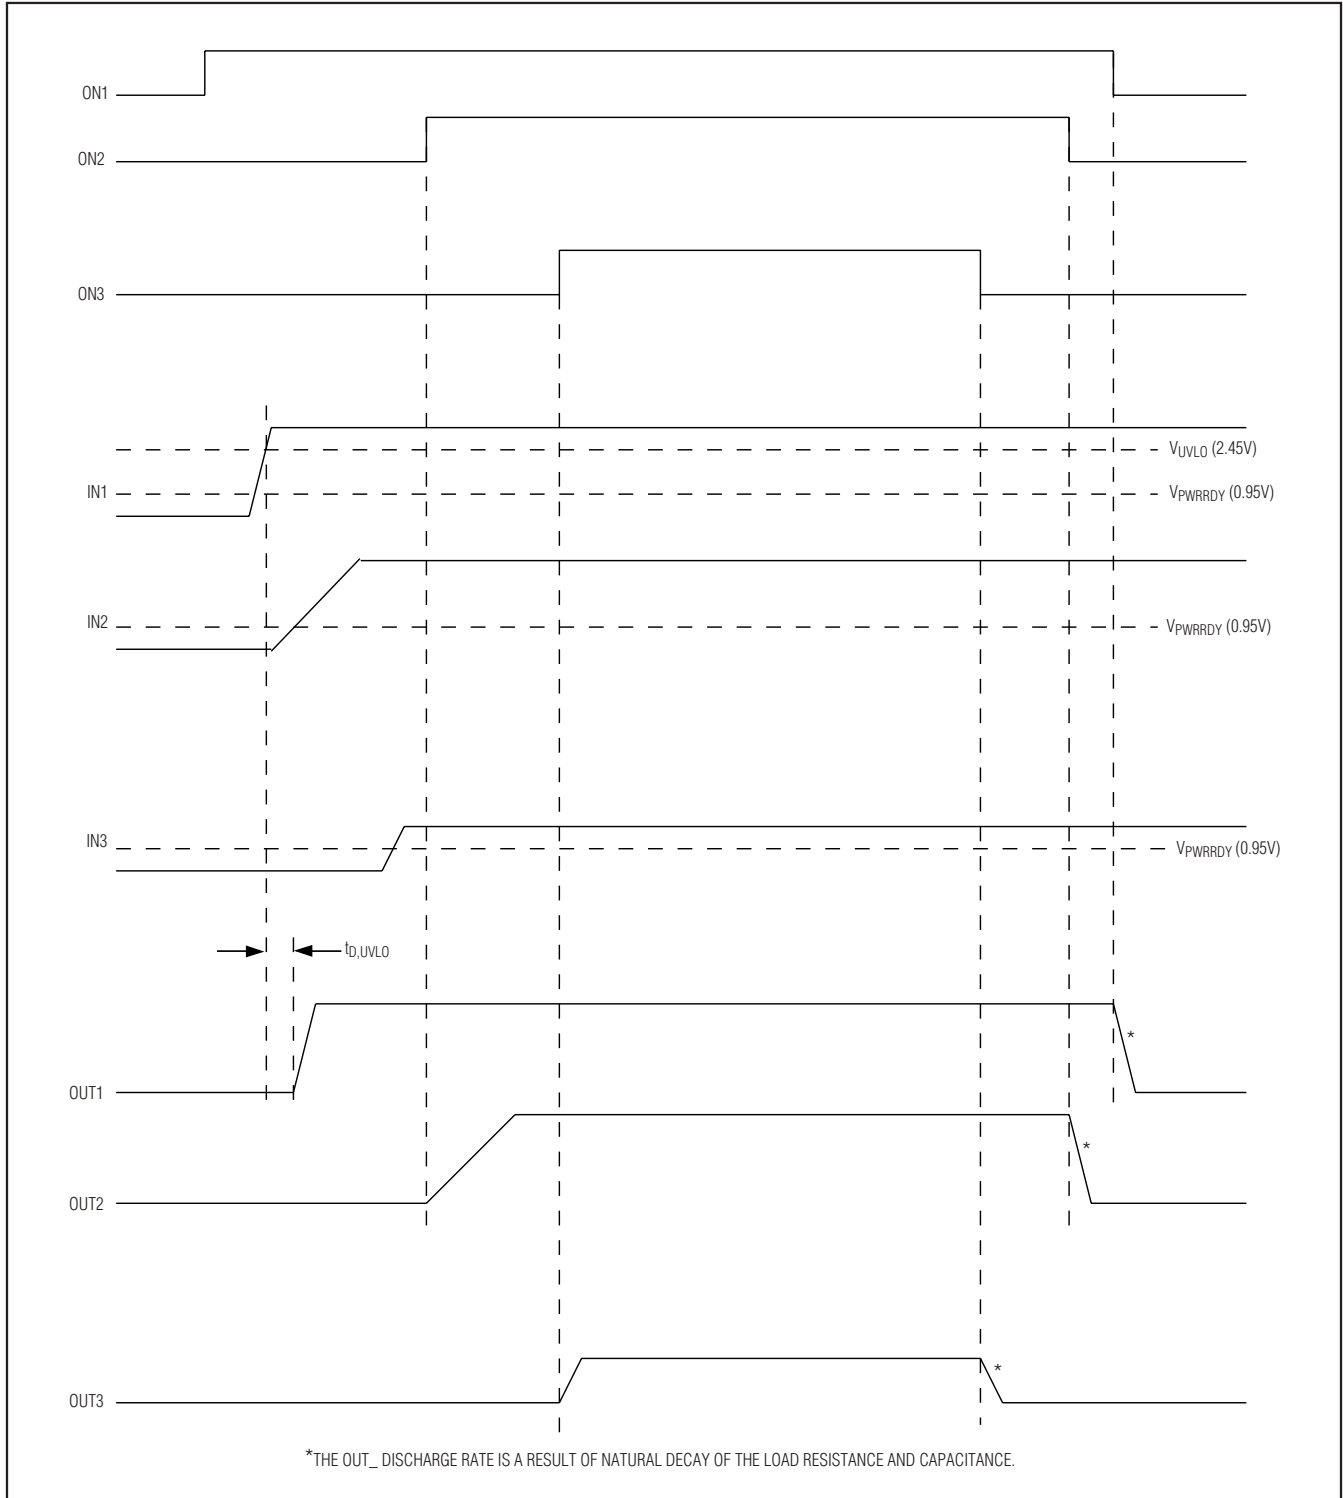 ON1
ON2
ON3
VUVLO (2.45V)
IN1
VPWRRDY (0.95V)
IN2
VPWRRDY (0.95V)
IN3
VPWRRDY (0.95V)
tD,UVLO
*
OUT1
*
OUT2
*
OUT3
*THE OUT_ DISCHARGE RATE IS A RESULT OF NATURAL DECAY OF THE LOAD RESISTANCE AND CAPACITANCE.